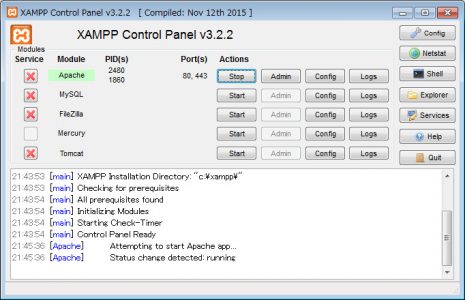 XAMPP Control Panel v3.2.2 [ Compiled: Nov 12th 2015 ]
XAMPP Control Panel v3.2.2
Config
Modules
Service Module PID(s) Port(s) Actions
Netstat
Apache 2480 1860 80, 443 Stop Admin Config Logs
Shell
MySQL Start Admin Config Logs
Explorer
FileZilla Start Admin Config Logs
Services
Mercury Start Admin Config Logs
Help
Tomcat Start Admin Config Logs
Quit
21:43:53 [main] XAMPP Installation Directory: "c:¥xampp¥"
21:43:53 [main] Checking for prerequisites
21:43:54 [main] All prerequisites found
21:43:54 [main] Initializing Modules
21:43:54 [main] Starting Check-Timer
21:43:54 [main] Control Panel Ready
21:45:36 [Apache] Attempting to start Apache app...
21:45:36 [Apache] Status change detected: running